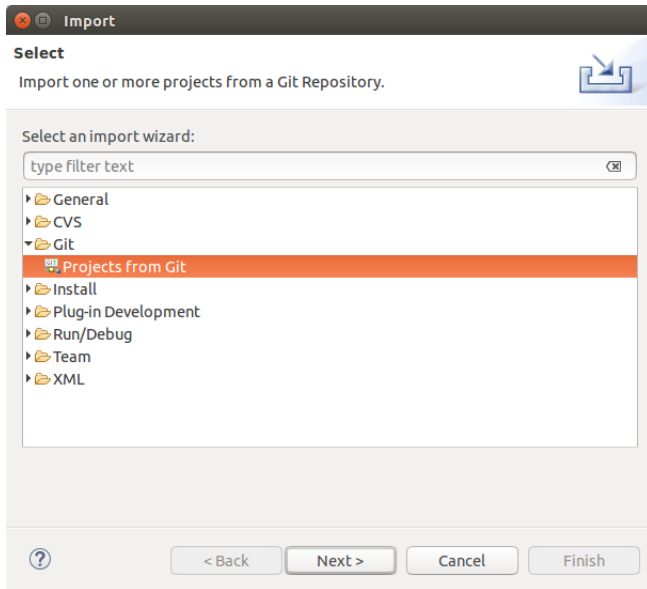 Import
Select
Import one or more projects from a Git Repository.
Select an import wizard:
type filter text
General
CVS
Git
Projects from Git
Install
Plug-in Development
Run/Debug
Team
XML
? < Back Next > Cancel Finish